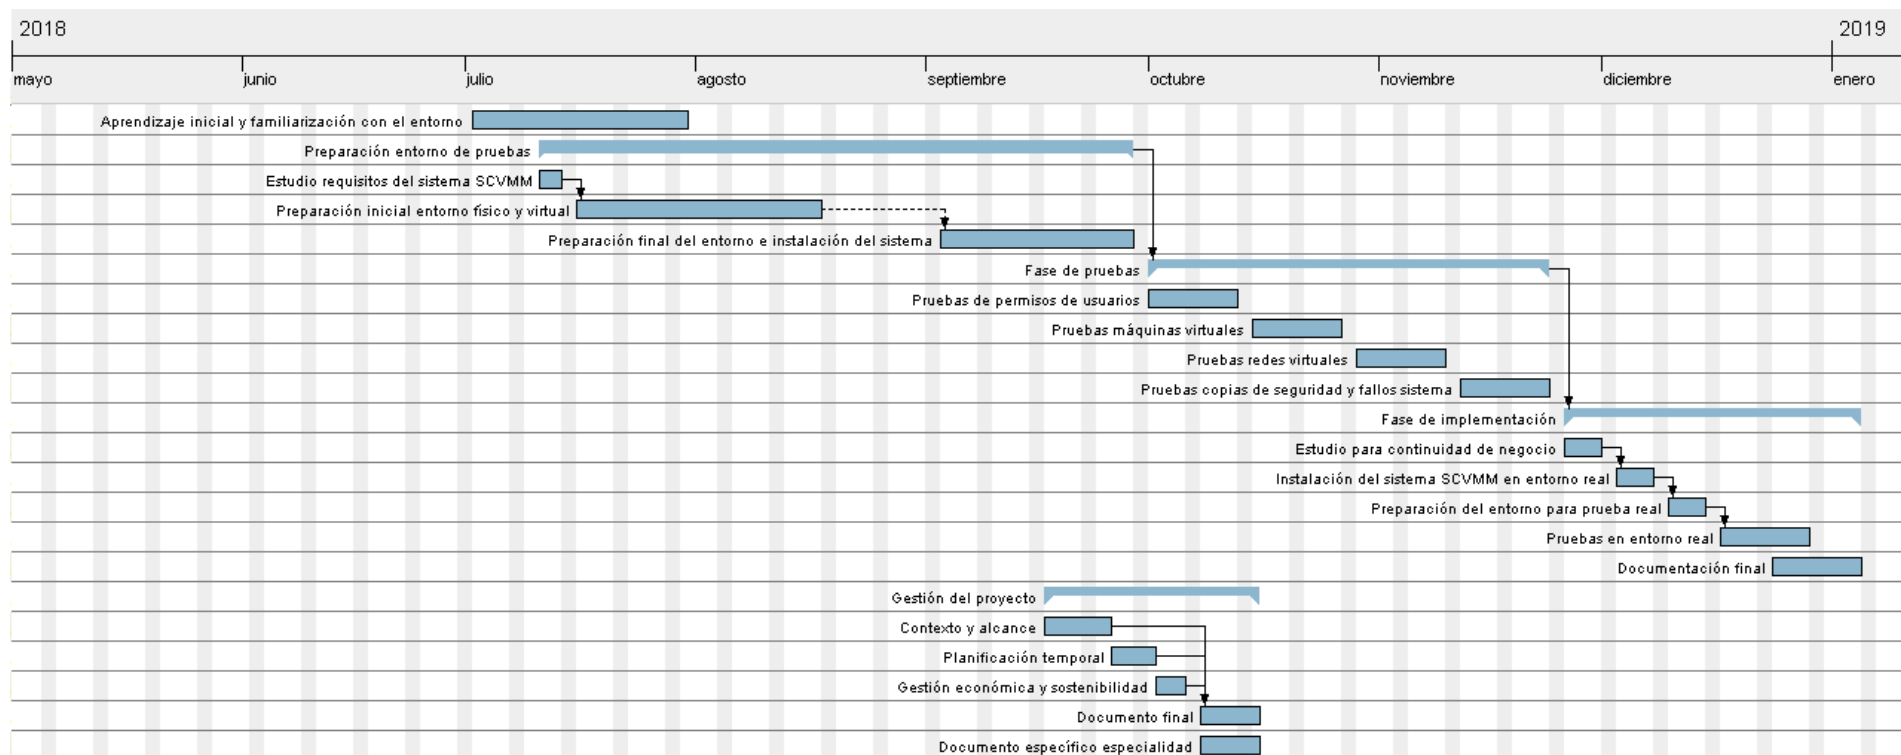 2018 2019
mayo junio julio agosto septiembre octubre noviembre diciembre enero
Aprendizaje inicial y familiarización con el entorno
Preparación entorno de pruebas
Estudio requisitos del sistema SCVMM
Preparación inicial entorno físico y virtual
Preparación final del entorno e instalación del sistema
Fase de pruebas
Pruebas de permisos de usuarios
Pruebas máquinas virtuales
Pruebas redes virtuales
Pruebas copias de seguridad y fallos sistema
Fase de implementación
Estudio para continuidad de negocio
Instalación del sistema SCVMM en entorno real
Preparación del entorno para prueba real
Pruebas en entorno real
Documentación final
Gestión del proyecto
Contexto y alcance
Planificación temporal
Gestión económica y sostenibilidad
Documento final
Documento específico especialidad